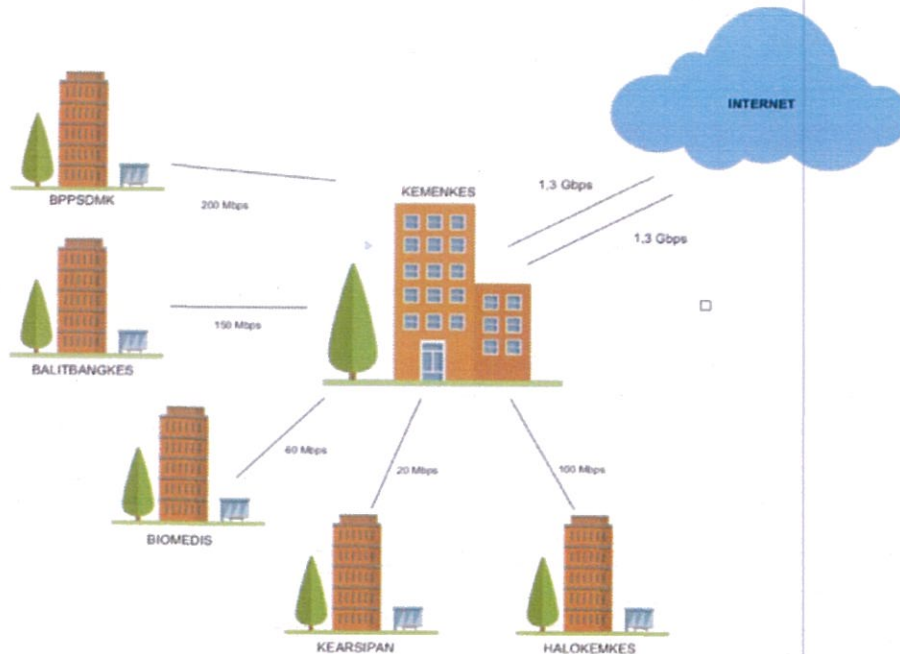 INTERNET
BPPSDMK
200 Mbps
KEMENKES
1,3 Gbps
1.3 Gbps
150 Mbps
BALITBANGKES
60 Mbps
20 Mbps
100 Mbps
BIOMEDIS
KEARSIPAN
HALOKEMKES